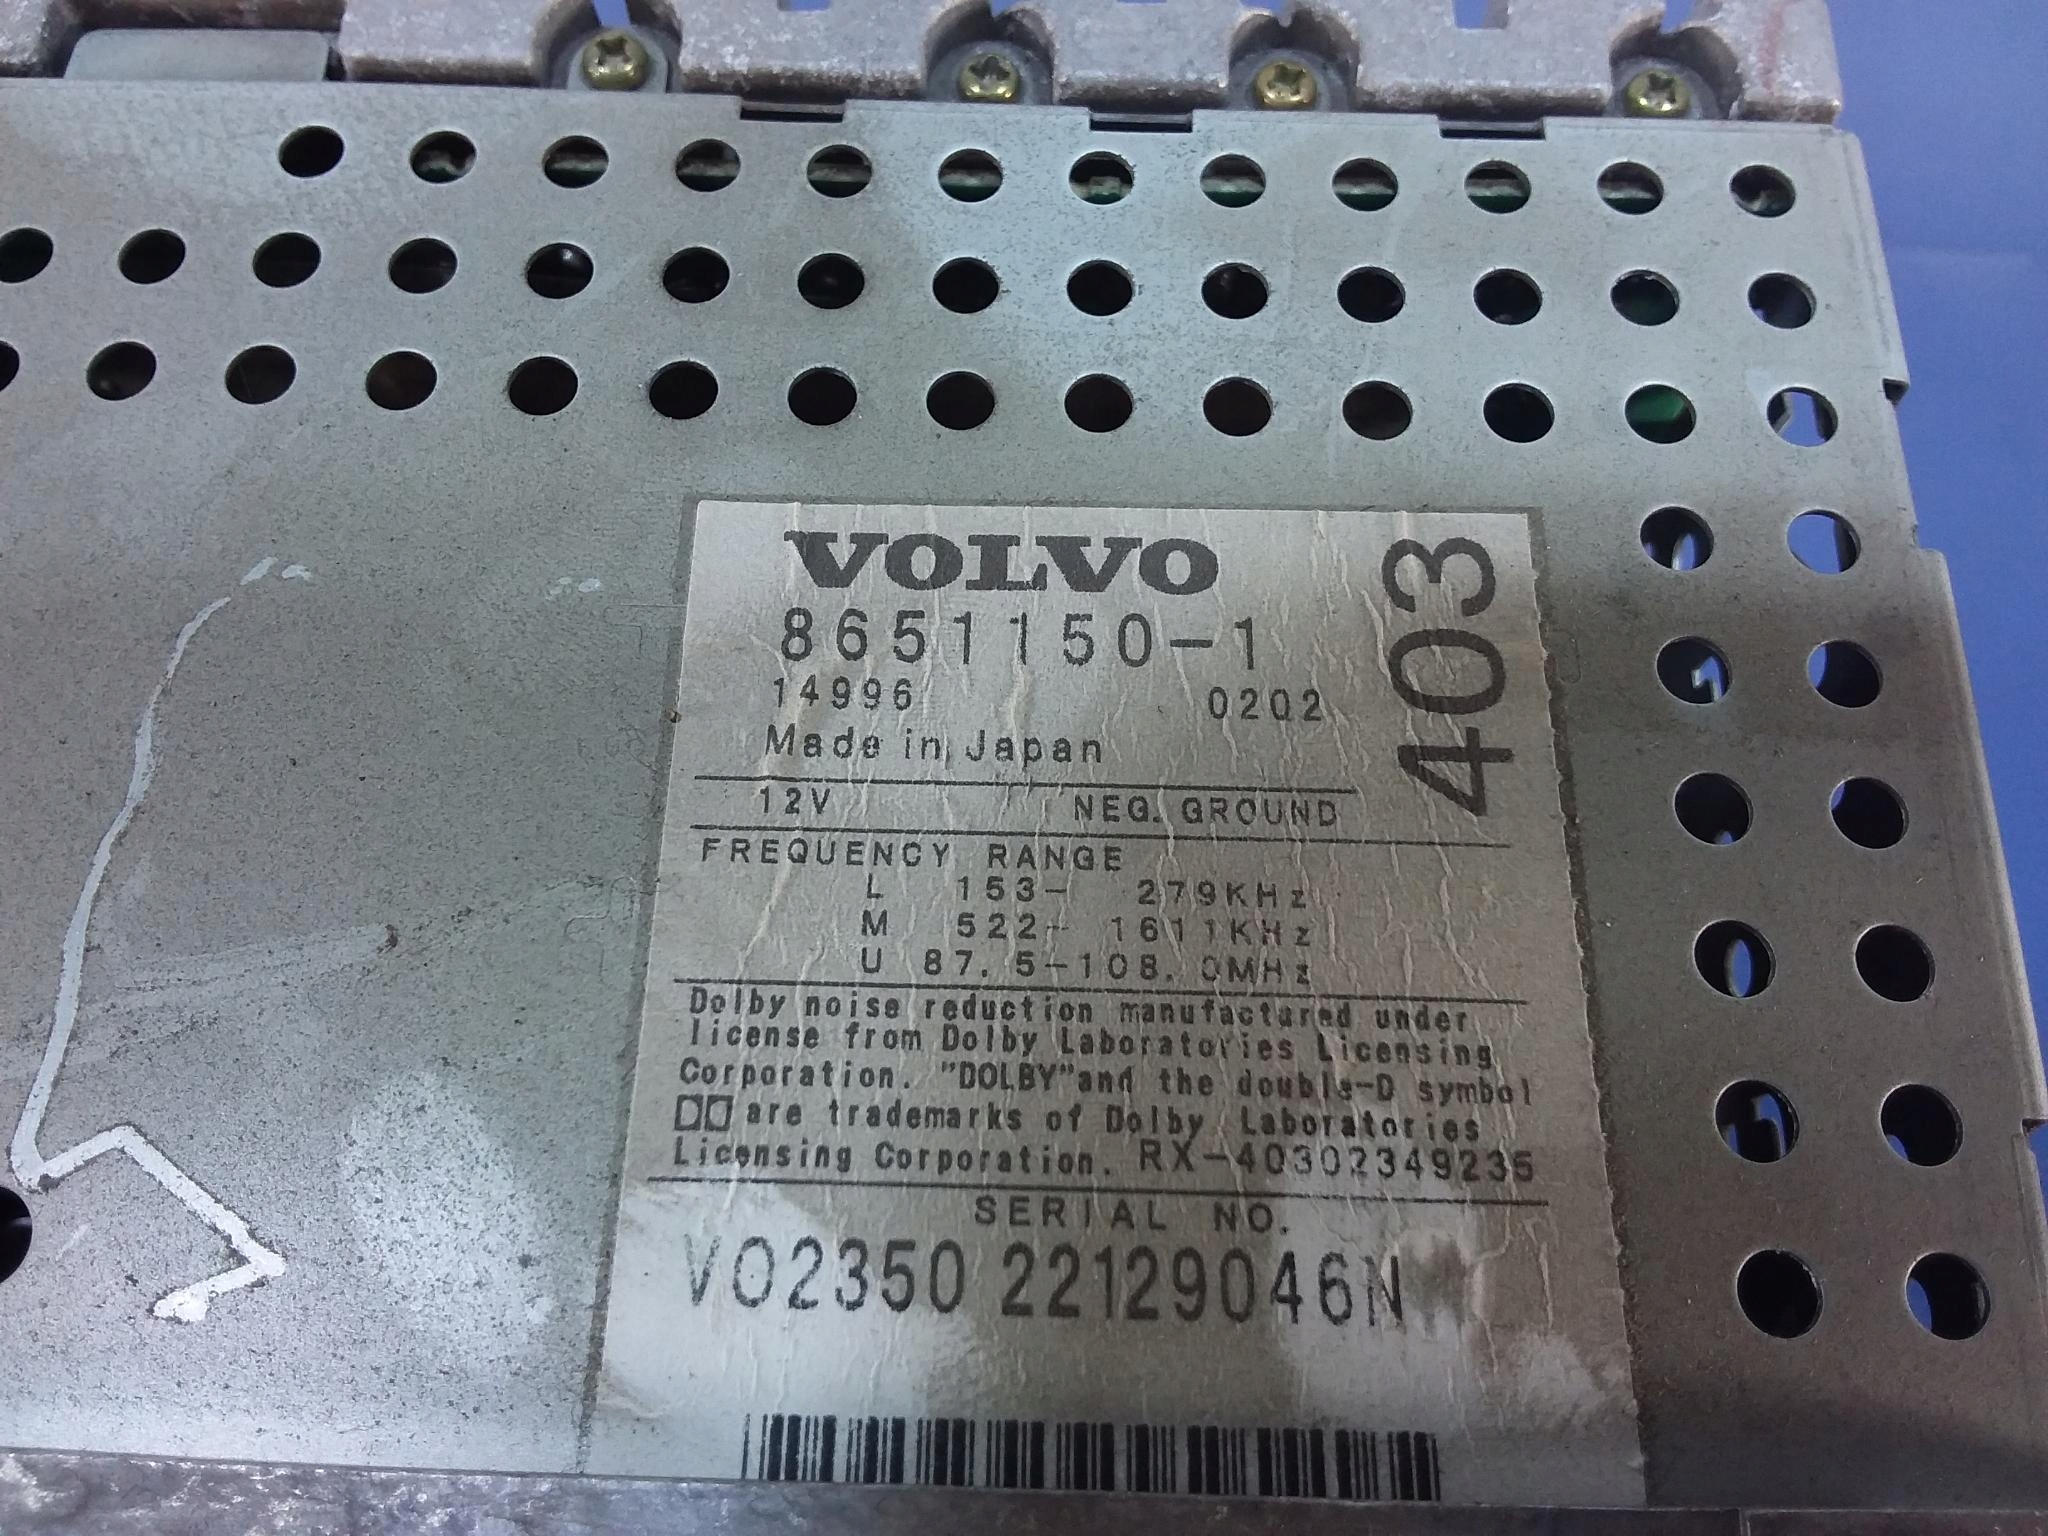 VOLVO
403
8651150-1
14996 0202
Made in Japan
12V NEG. GROUND
FREQUENCY RANGE
L 153- 279KHz
M 522- 1611KHz
U 87.5-108.0MHz
Dolby noise reduction manufactured under
license from Dolby Laboratories Licensing
Corporation. "DOLBY"and the double-D symbol
are trademarks of Dolby Laboratories
Licensing Corporation. RX-40302349235
SERIAL NO.
VO2350 22129046N